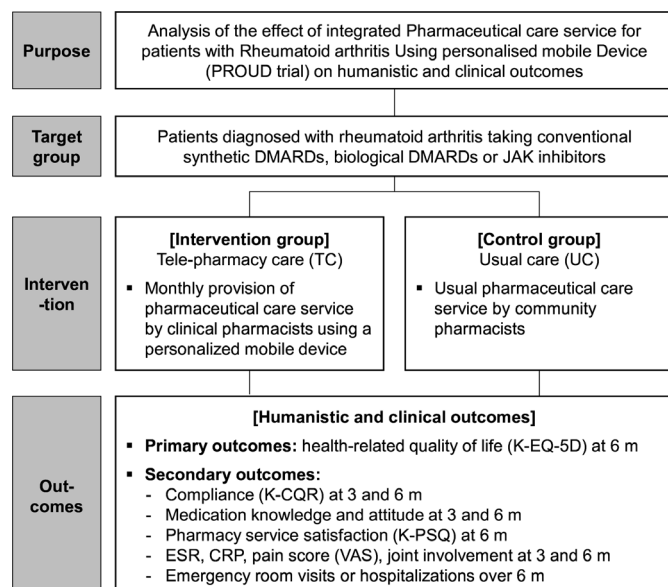 Purpose
Analysis of the effect of integrated Pharmaceutical care service for
patients with Rheumatoid arthritis Using personalised mobile Device
(PROUD trial) on humanistic and clinical outcomes
Target
group
Patients diagnosed with rheumatoid arthritis taking conventional
synthetic DMARDs, biological DMARDs or JAK inhibitors
Interven
-tion
[Intervention group]
Tele-pharmacy care (TC)
▪ Monthly provision of
pharmaceutical care service
by clinical pharmacists using a
personalized mobile device
[Control group]
Usual care (UC)
▪ Usual pharmaceutical care
service by community
pharmacists
Out-
comes
[Humanistic and clinical outcomes]
▪ Primary outcomes: health-related quality of life (K-EQ-5D) at 6 m
▪ Secondary outcomes:
- Compliance (K-CQR) at 3 and 6 m
- Medication knowledge and attitude at 3 and 6 m
- Pharmacy service satisfaction (K-PSQ) at 6 m
- ESR, CRP, pain score (VAS), joint involvement at 3 and 6 m
- Emergency room visits or hospitalizations over 6 m